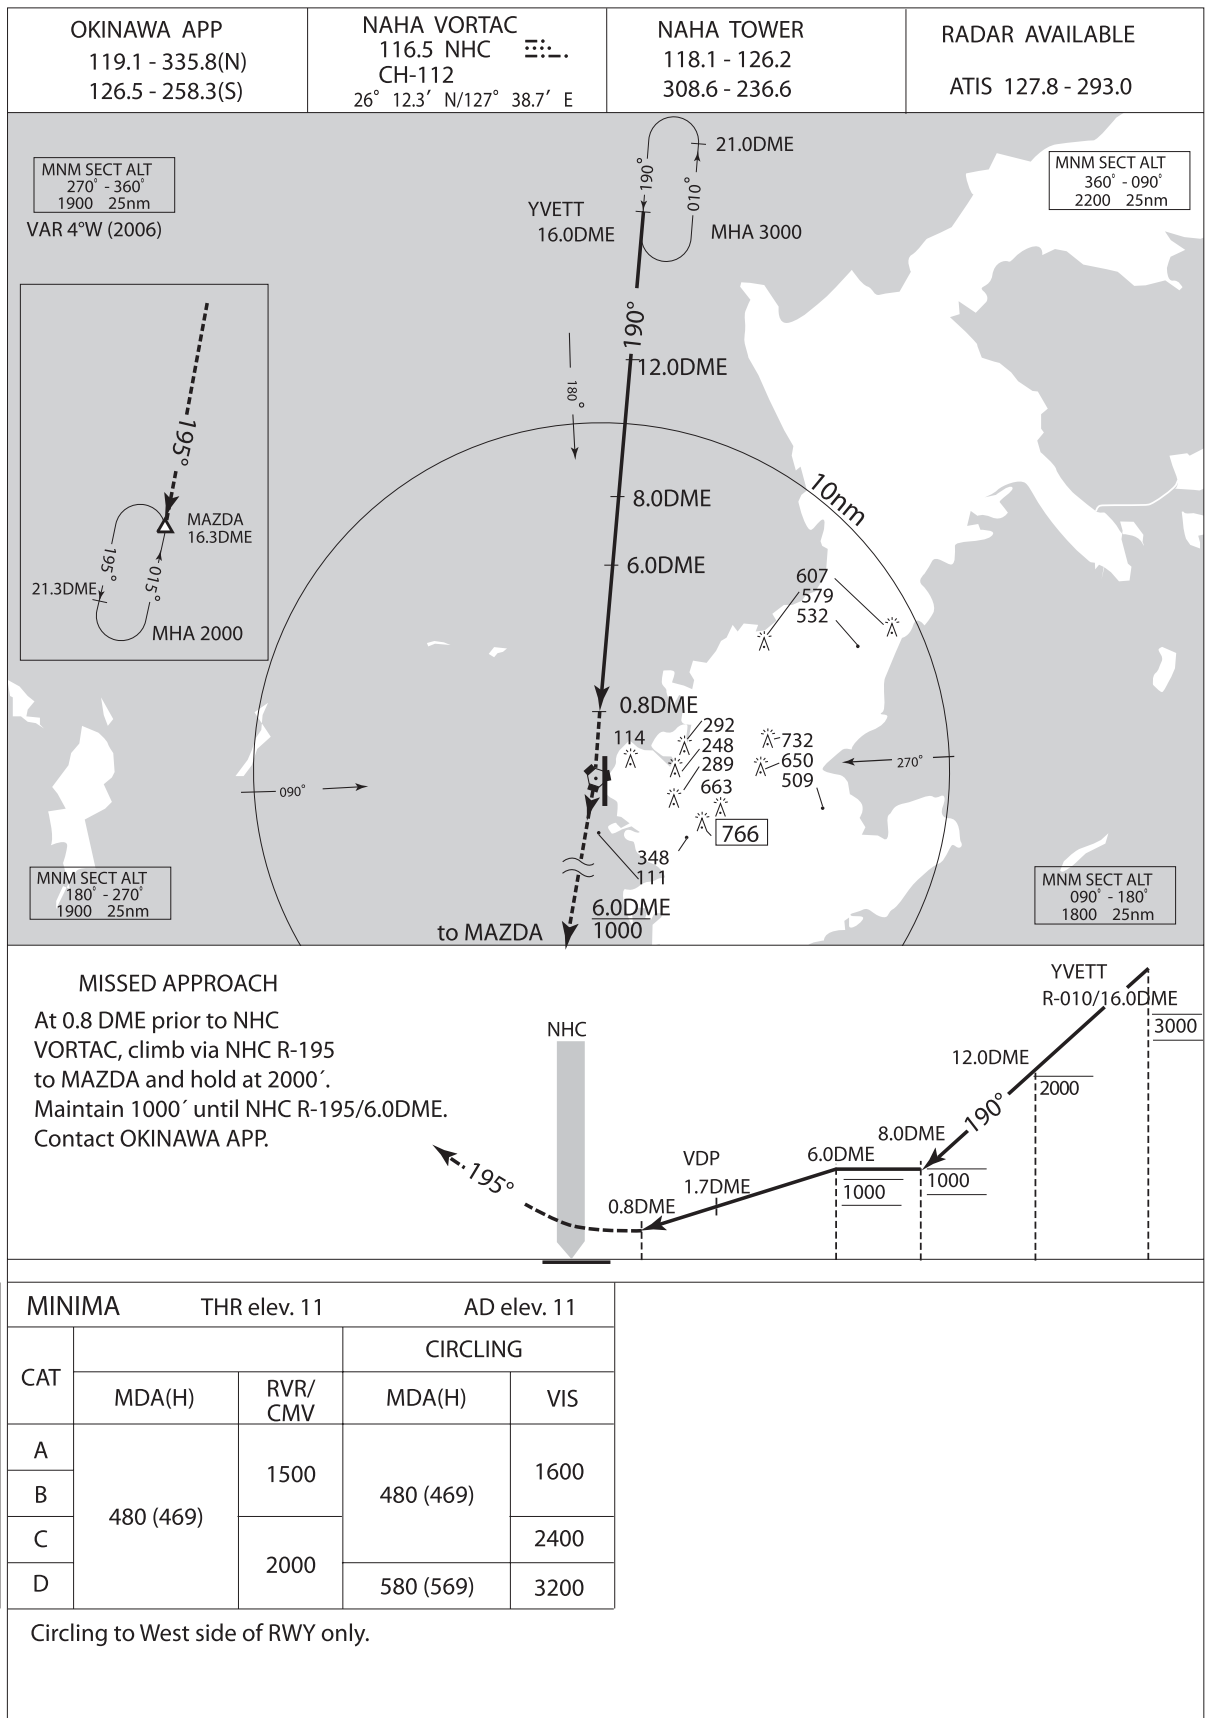 OKINAWA APP
119.1 - 335.8(N)
126.5 - 258.3(S)
NAHA VORTAC
116.5 NHC
CH-112
26° 12.3′ N/127° 38.7′ E
NAHA TOWER
118.1 - 126.2
308.6 - 236.6
RADAR AVAILABLE
ATIS 127.8 - 293.0
MNM SECT ALT
270° - 360°
1900 25nm
VAR 4°W (2006)
MNM SECT ALT
360° - 090°
2200 25nm
21.0DME
190°
010°
YVETT
16.0DME
MHA 3000
190°
12.0DME
180°
8.0DME
10nm
6.0DME
195°
MAZDA
16.3DME
195°
015°
21.3DME
MHA 2000
607
579
532
0.8DME
114
292
248
289
663
732
650
509
270°
090°
766
348
111
6.0DME
1000
to MAZDA
MNM SECT ALT
180° - 270°
1900 25nm
MNM SECT ALT
090° - 180°
1800 25nm
MISSED APPROACH
At 0.8 DME prior to NHC
VORTAC, climb via NHC R-195
to MAZDA and hold at 2000′.
Maintain 1000′ until NHC R-195/6.0DME.
Contact OKINAWA APP.
NHC
195°
0.8DME
VDP
1.7DME
6.0DME
1000
8.0DME
1000
190°
12.0DME
2000
YVETT
R-010/16.0DME
3000
MINIMA THR elev. 11 AD elev. 11
CAT
CIRCLING
MDA(H)
RVR/
CMV
MDA(H)
VIS
A
B
C
D
480 (469)
1500
2000
480 (469)
580 (569)
1600
2400
3200
Circling to West side of RWY only.